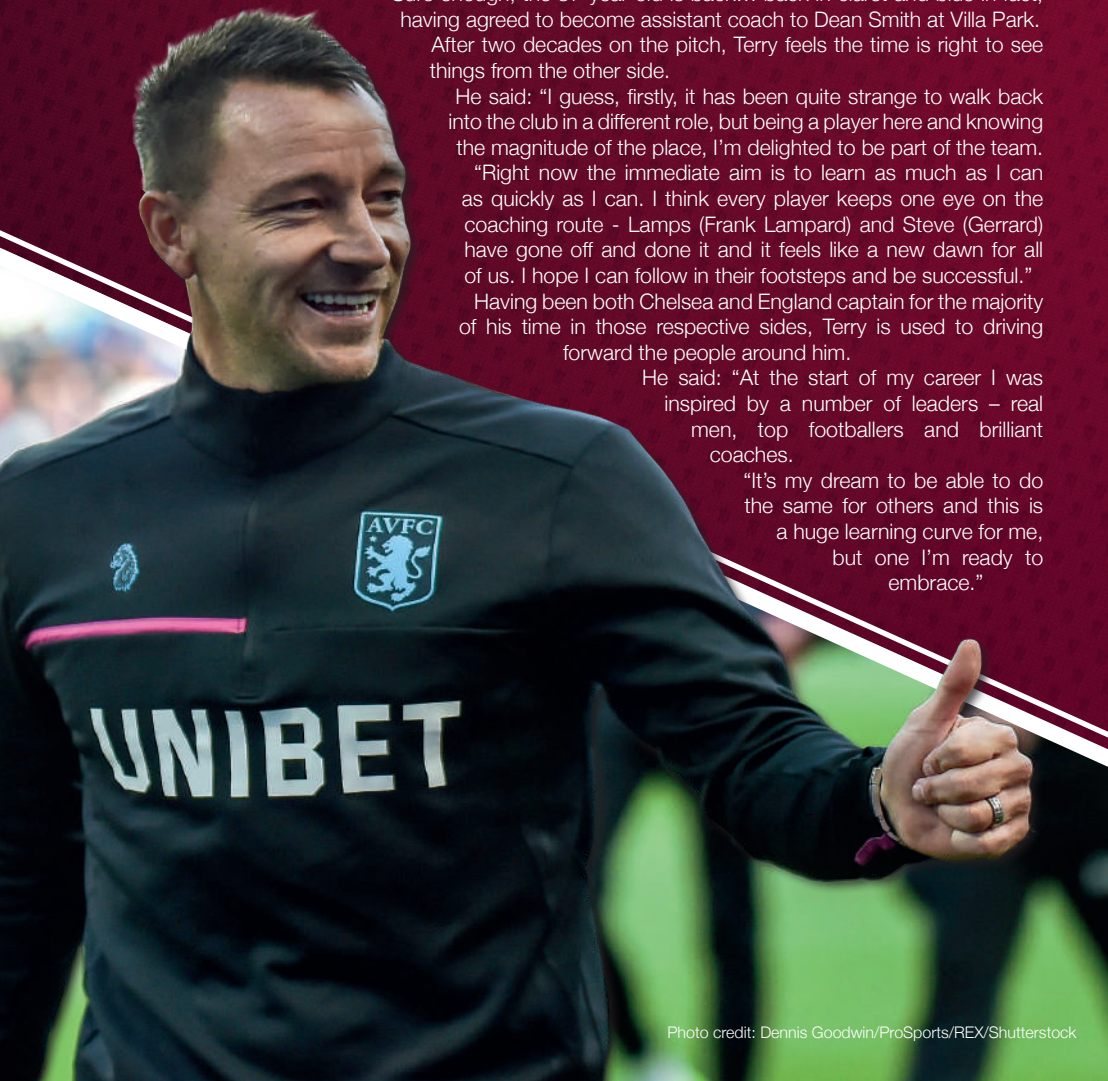 having agreed to become assistant coach to Dean Smith at Villa Park.
After two decades on the pitch, Terry feels the time is right to see
things from the other side.
He said: “I guess, firstly, it has been quite strange to walk back
into the club in a different role, but being a player here and knowing
the magnitude of the place, I’m delighted to be part of the team.
“Right now the immediate aim is to learn as much as I can
as quickly as I can. I think every player keeps one eye on the
coaching route - Lamps (Frank Lampard) and Steve (Gerrard)
have gone off and done it and it feels like a new dawn for all
of us. I hope I can follow in their footsteps and be successful.”
Having been both Chelsea and England captain for the majority
of his time in those respective sides, Terry is used to driving
forward the people around him.
He said: “At the start of my career I was
inspired by a number of leaders – real
men, top footballers and brilliant
coaches.
“It’s my dream to be able to do
the same for others and this is
a huge learning curve for me,
but one I’m ready to
embrace.”
AVFC
UNIBET
Photo credit: Dennis Goodwin/ProSports/REX/Shutterstock